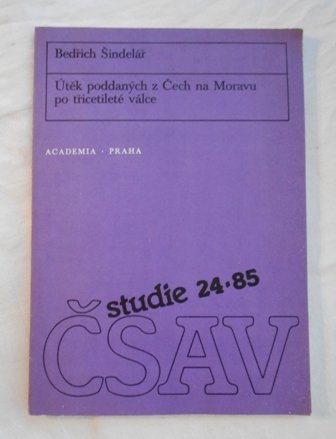 Bedřich Šindelář
Útěk poddaných z Čech na Moravu
po třicetileté válce
ACADEMIA · PRAHA
studie 24·85
ČSAV